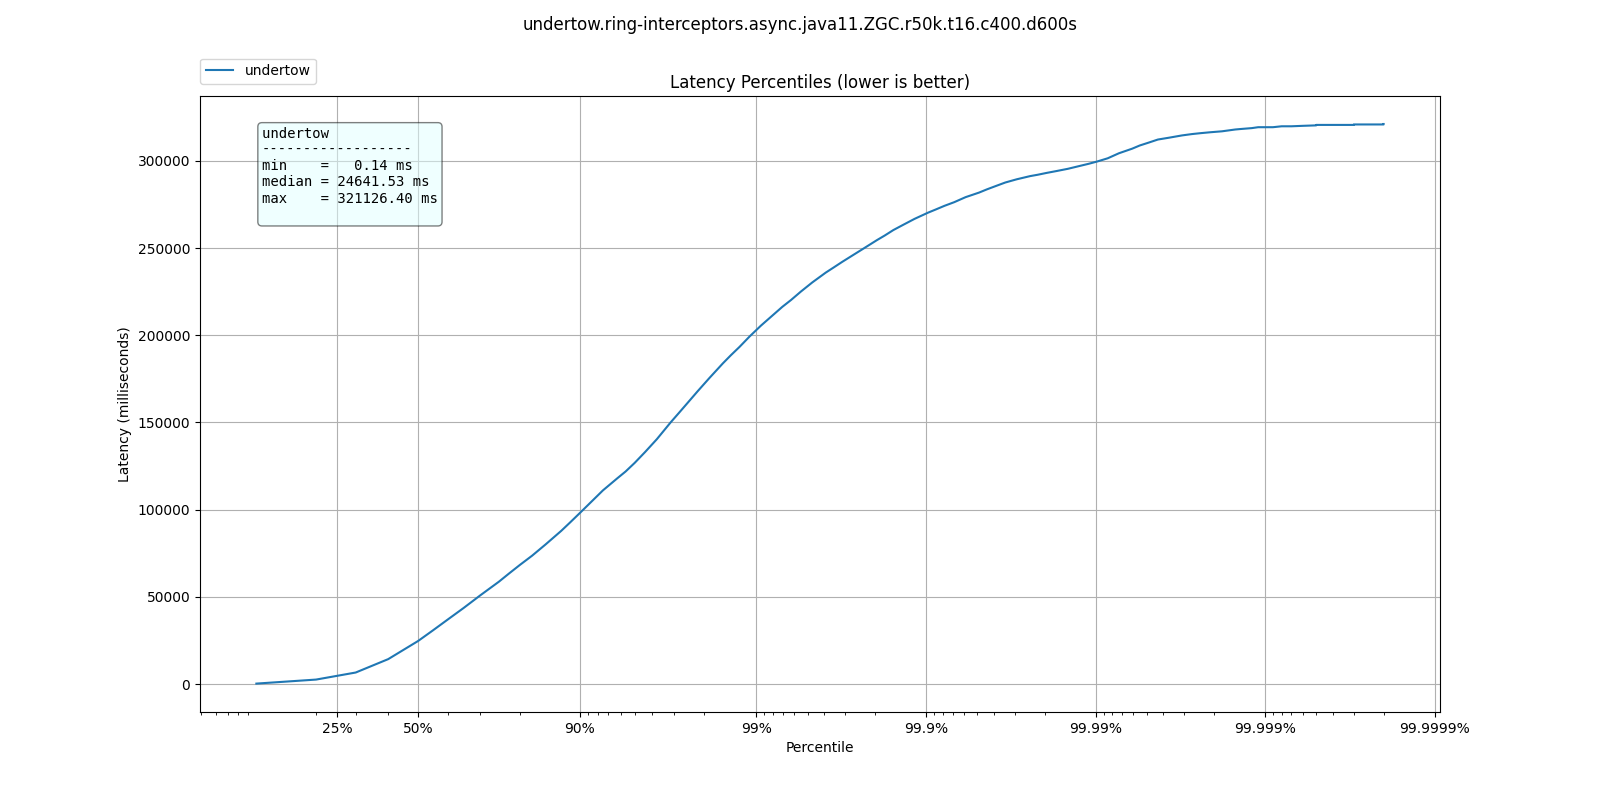 undertow.ring-interceptors.async.java11.ZGC.r50k.t16.c400.d600s
undertow
Latency Percentiles (lower is better)
undertow
------------------
min    =   0.14 ms
median = 24641.53 ms
max    = 321126.40 ms
300000
250000
200000
150000
100000
50000
0
Latency (milliseconds)
25% 50% 90% 99% 99.9% 99.99% 99.999% 99.9999%
Percentile